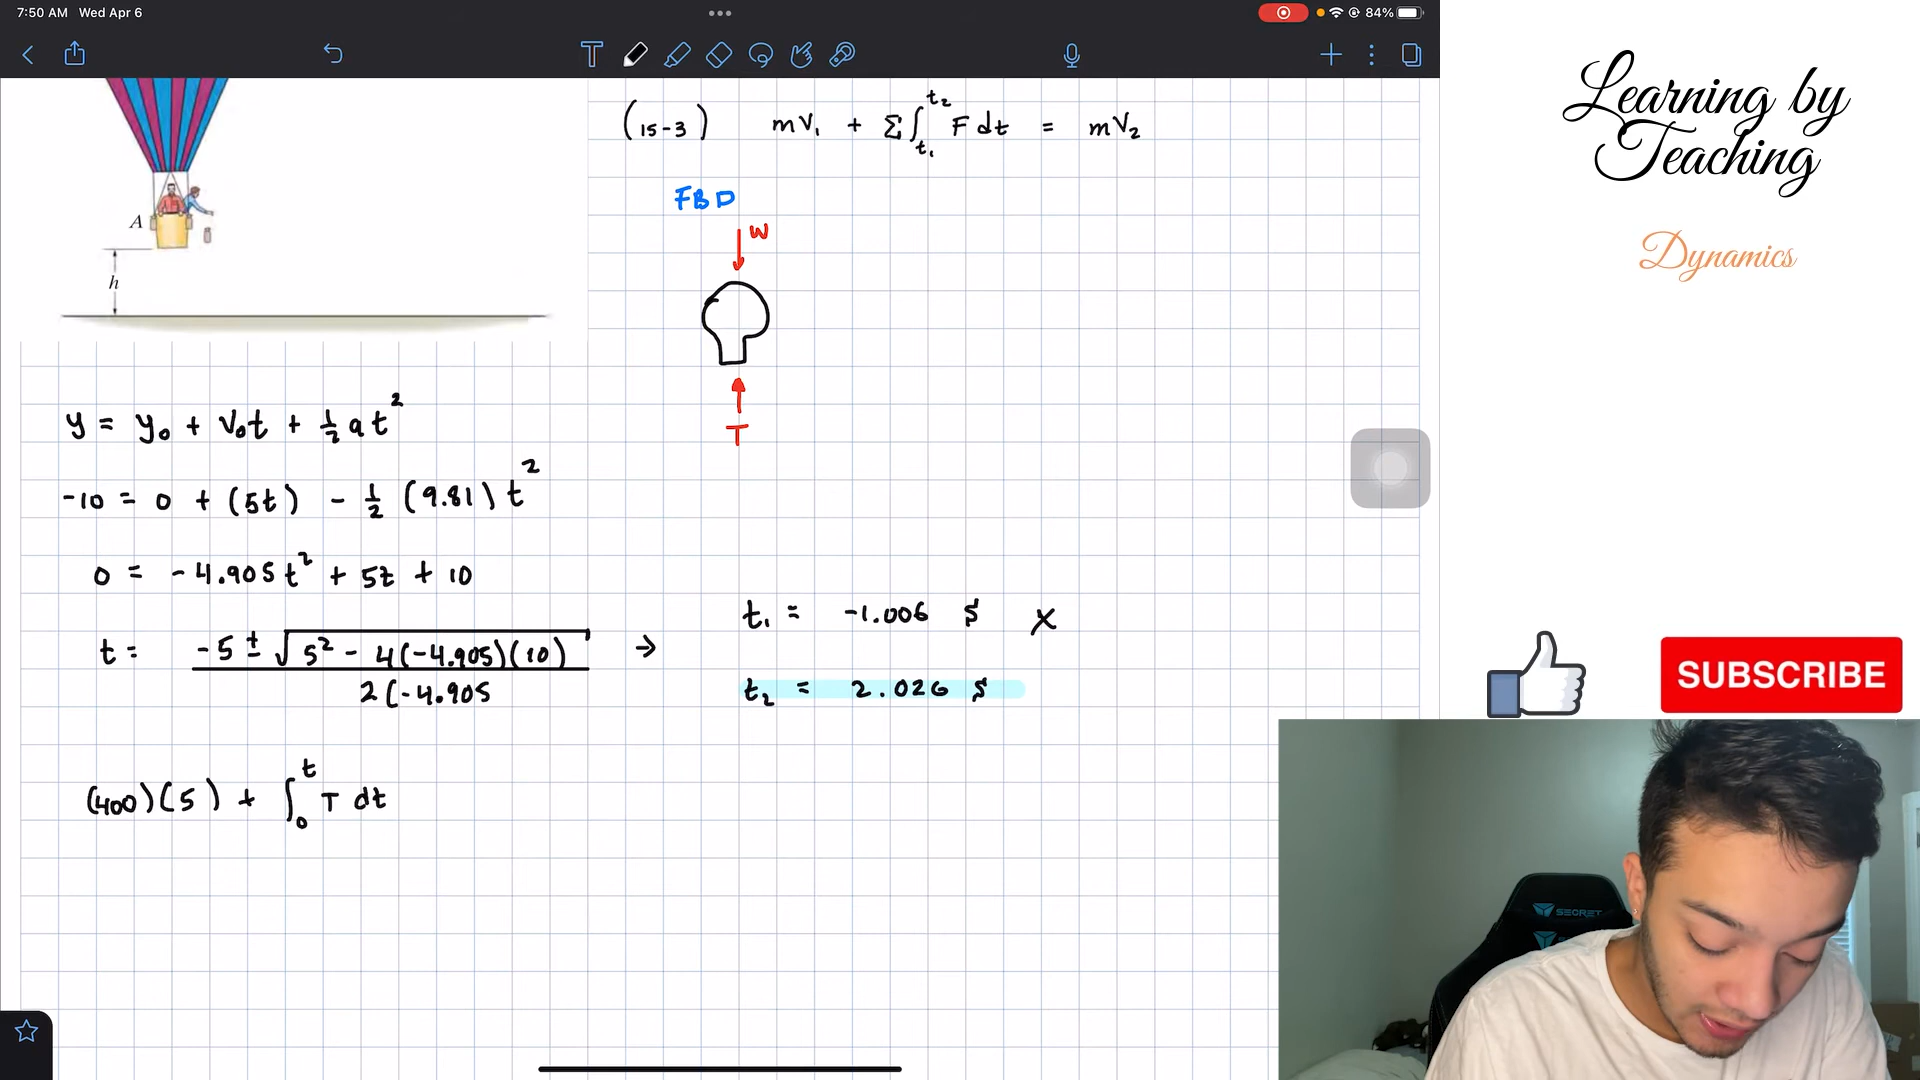 7:50 AM Wed Apr 6
84%
Learning by
Teaching
Dynamics
(15-3) mV₁ + Σ∫ₜ₁ᵗ² F dt = mV₂
FBD
W
T
A
h
y = y₀ + V₀t + ½ at²
-10 = 0 + (5t) - ½ (9.81) t²
0 = -4.905t² + 5t + 10
t = -5 ± √5² - 4(-4.905)(10) / 2(-4.905 →
t₁ = -1.006 s X
t₂ = 2.026 s
(400)(5) + ∫₀ᵗ T dt
SUBSCRIBE
SECRET